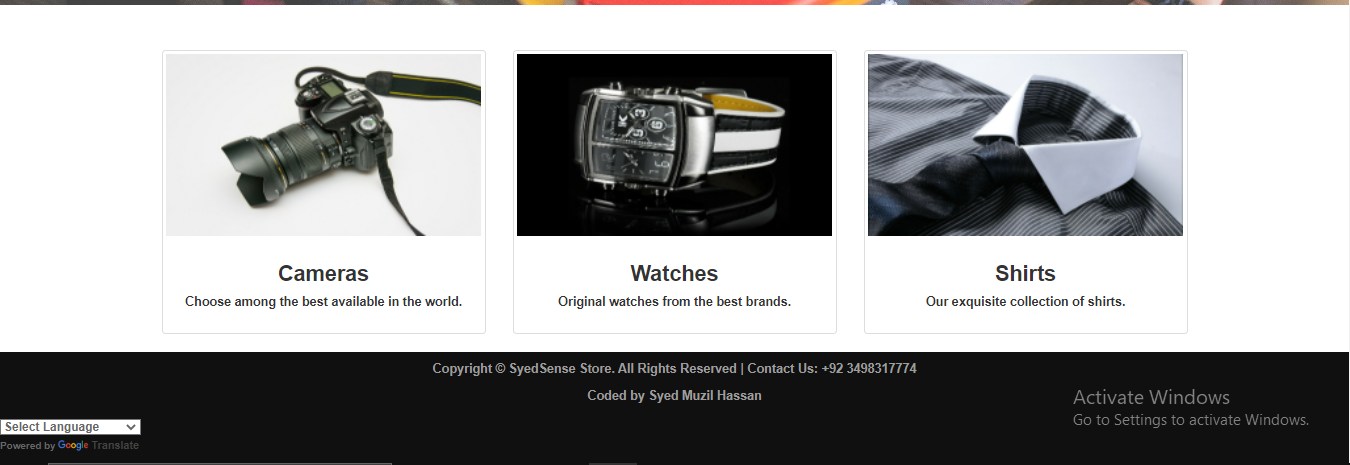 Cameras
Choose among the best available in the world.
Watches
Original watches from the best brands.
Shirts
Our exquisite collection of shirts.
Copyright © SyedSense Store. All Rights Reserved | Contact Us: +92 3498317774
Coded by Syed Muzil Hassan
Activate Windows
Go to Settings to activate Windows.
Select Language
Powered by Google Translate